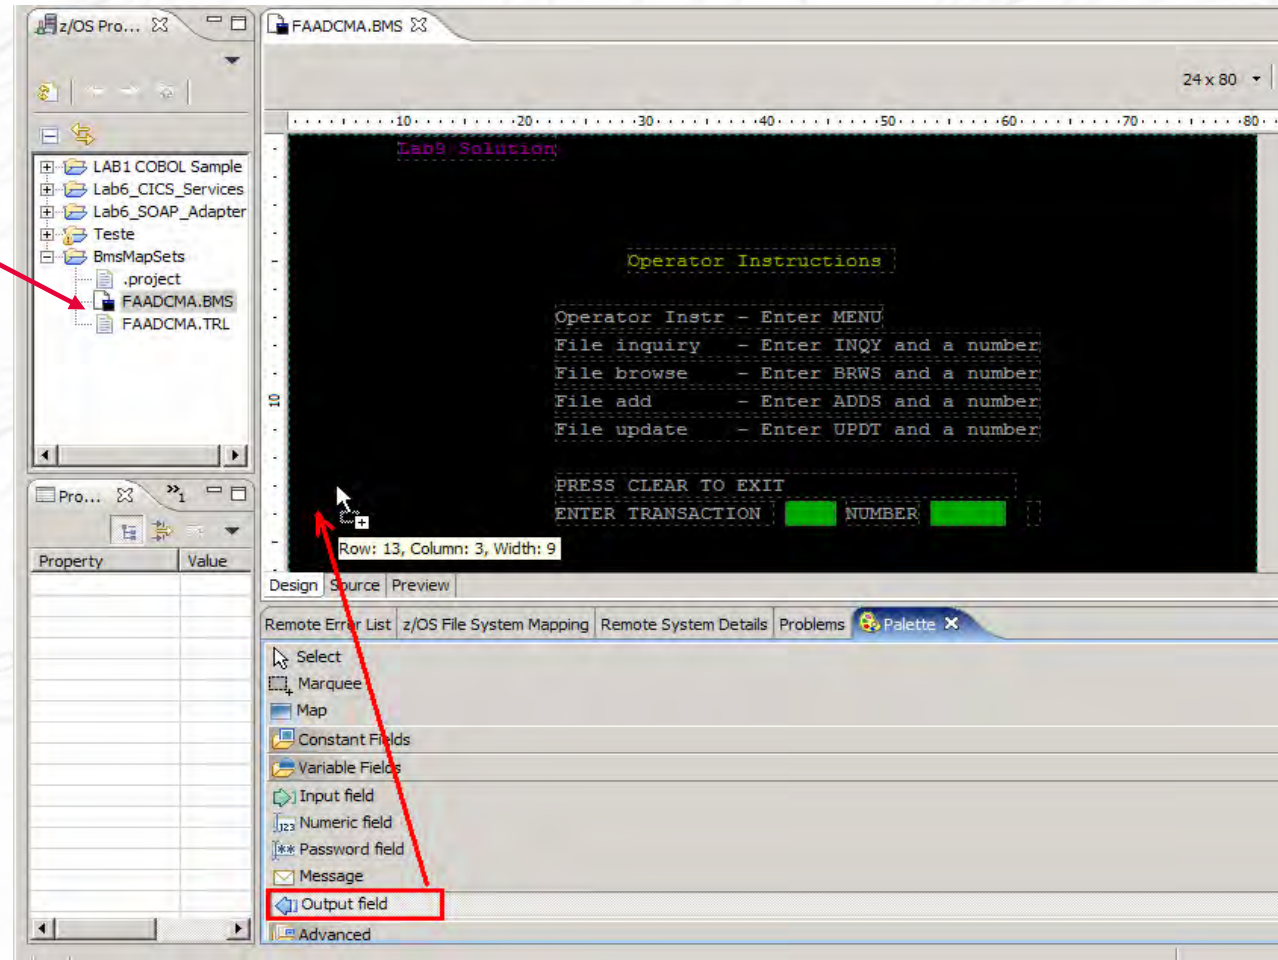 z/OS Pro...
FAADCMA.BMS
24 x 80
10 20 30 40 50 60 70 80
Lab9 Solution
LAB1 COBOL Sample
Lab6_CICS_Services
Lab6_SOAP_Adapter
Teste
BmsMapSets
.project
FAADCMA.BMS
FAADCMA.TRL
Operator Instructions
Operator Instr - Enter MENU
File inquiry - Enter INQY and a number
File browse - Enter BRWS and a number
10
File add - Enter ADDS and a number
File update - Enter UPDT and a number
PRESS CLEAR TO EXIT
ENTER TRANSACTION NUMBER
Row: 13, Column: 3, Width: 9
Design Source Preview
Pro... »1
Property Value
Remote Error List z/OS File System Mapping Remote System Details Problems Palette
Select
Marquee
Map
Constant Fields
Variable Fields
Input field
123 Numeric field
** Password field
Message
Output field
Advanced